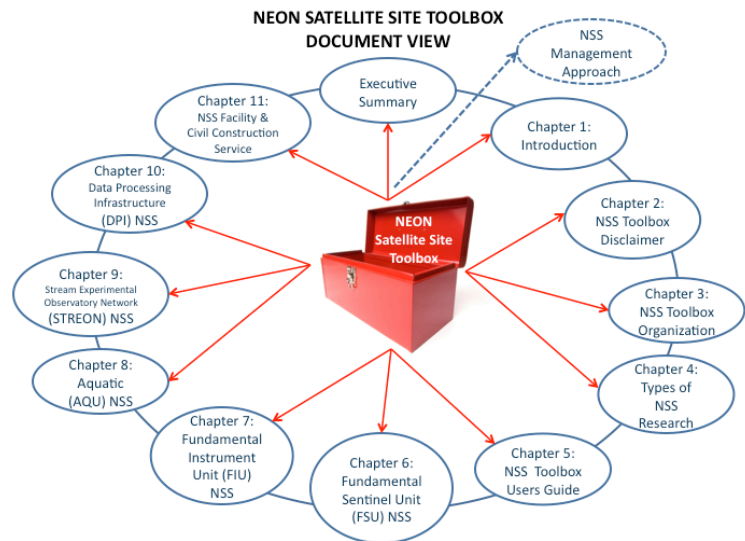 NEON SATELLITE SITE TOOLBOX
DOCUMENT VIEW
NSS
Management
Approach
Executive
Summary
Chapter 1:
Introduction
Chapter 2:
NSS Toolbox
Disclaimer
Chapter 3:
NSS Toolbox
Organization
Chapter 4:
Types of
NSS
Research
Chapter 5:
NSS Toolbox
Users Guide
Chapter 6:
Fundamental
Sentinel Unit
(FSU) NSS
Chapter 7:
Fundamental
Instrument
Unit (FIU)
NSS
Chapter 8:
Aquatic
(AQU) NSS
Chapter 9:
Stream Experimental
Observatory Network
(STREON) NSS
Chapter 10:
Data Processing
Infrastructure
(DPI) NSS
Chapter 11:
NSS Facility &
Civil Construction
Service
NEON
Satellite Site
Toolbox